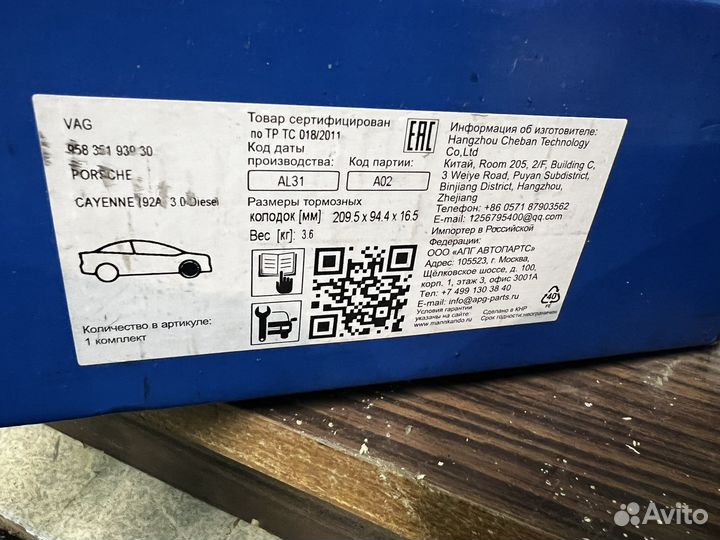 VAG
958 351 939 30
PORSCHE
CAYENNE (92A) 3.0 Diesel
Количество в артикуле:
1 комплект
Товар сертифицирован
по ТР ТС 018/2011
Код даты
производства:
Код партии:
AL31
A02
Размеры тормозных
колодок [мм] 209.5 x 94.4 x 16.5
Вес [кг]: 3.6
EAC
Информация об изготовителе:
Hangzhou Cheban Technology
Co,Ltd
Китай, Room 205, 2/F, Building C,
3 Weiye Road, Puyan Subdistrict,
Binjiang District, Hangzhou,
Zhejiang
Телефон: +86 0571 87903562
E-mail: 1256795400@qq.com
Импортер в Российской
Федерации:
ООО «АПГ АВТОПАРТС»
Адрес: 105523, г. Москва,
Щёлковское шоссе, д. 100,
корп. 1, этаж 3, офис 3001А
Тел: +7 499 130 38 40
E-mail: info@apg-parts.ru
Условия гарантии
указаны на сайте:
www.mannkando.ru
Сделано в КНР
Срок годности:неограничен
40
Avito